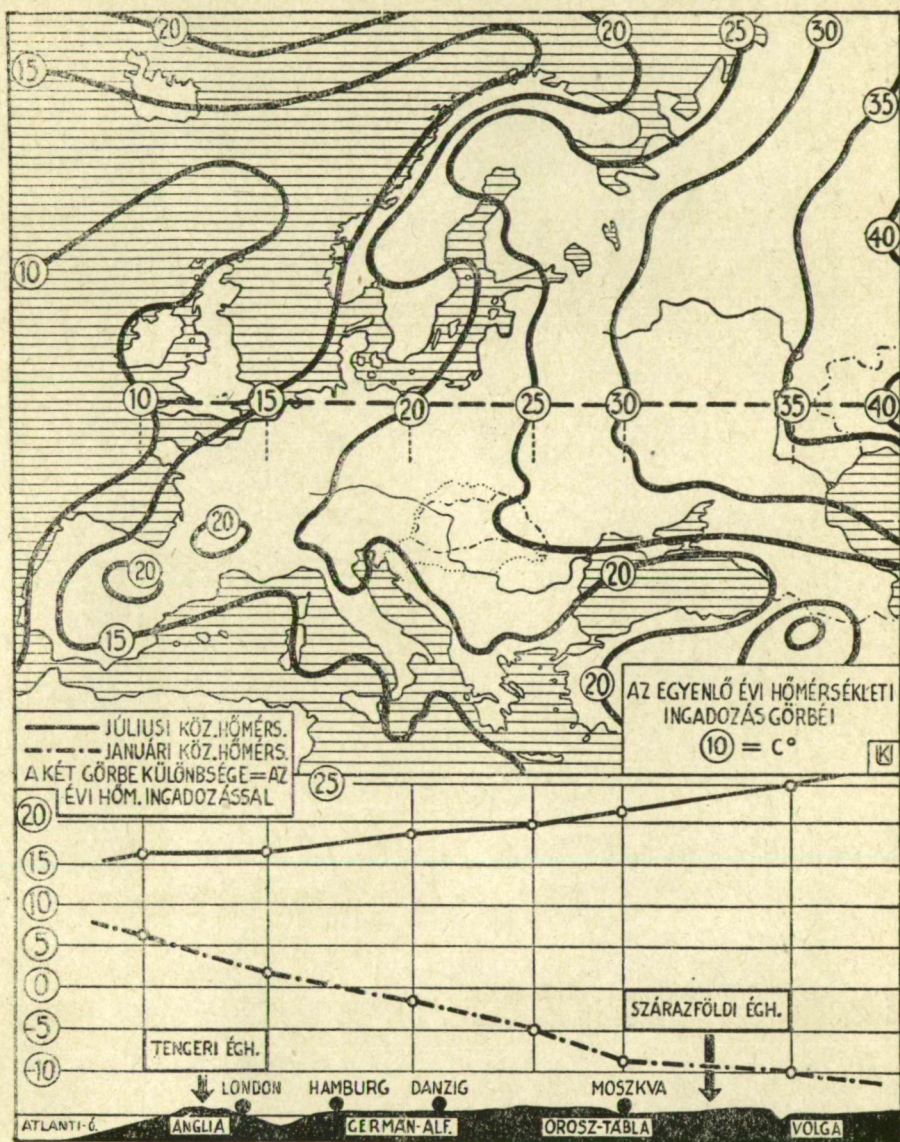 20 20 25 30
15
35
10
40
10 15 20 25 30 35 40
20
20
20
15
20
AZ EGYENLŐ ÉVI HŐMÉRSÉKLETI
INGADOZÁS GÖRBÉI
10 = C°
K
JÚLIUSI KÖZ. HŐMÉRS.
JANUÁRI KÖZ. HŐMÉRS.
A KÉT GÖRBE KÜLÖNBSÉGE = AZ
ÉVI HŐM. INGADOZÁSSAL
25
20
15
10
5
0
-5
-10
TENGERI ÉGH.
SZÁRAZFÖLDI ÉGH.
LONDON HAMBURG DANZIG MOSZKVA
ATLANTI-Ó. ANGLIA GERMÁN-ALF. OROSZ-TÁBLA VOLGA